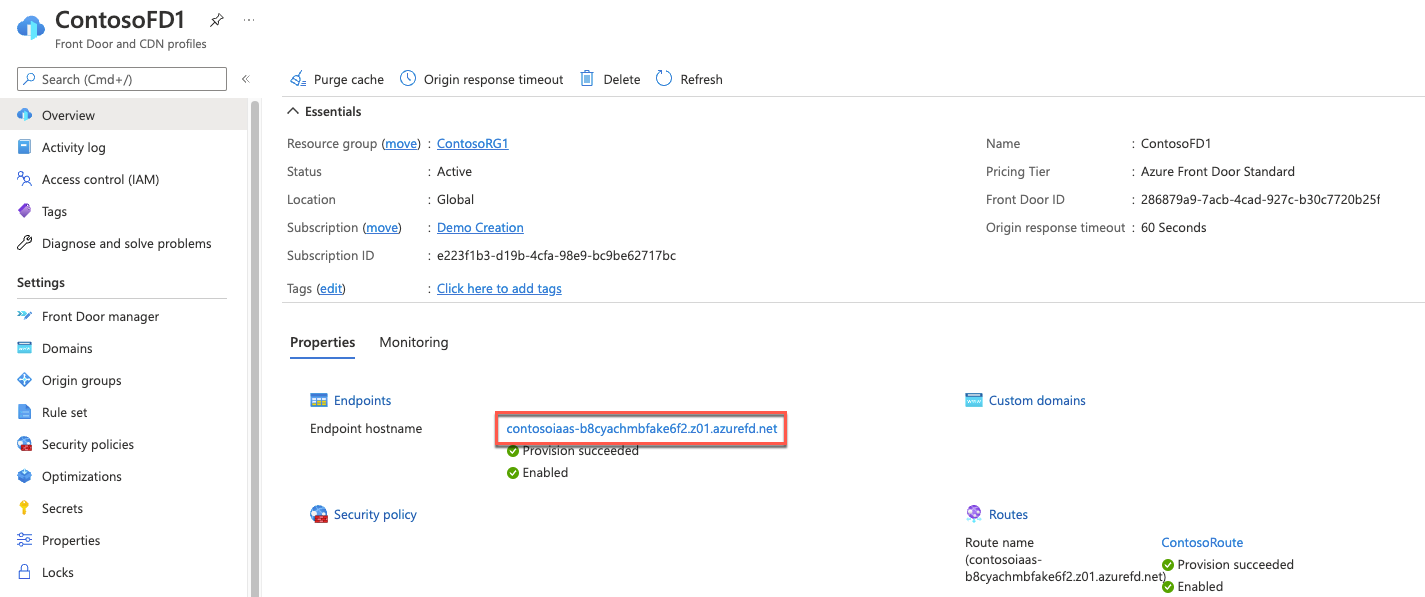 ContosoFD1
Front Door and CDN profiles
Search (Cmd+/)
Overview
Activity log
Access control (IAM)
Tags
Diagnose and solve problems
Settings
Front Door manager
Domains
Origin groups
Rule set
Security policies
Optimizations
Secrets
Properties
Locks
Purge cache Origin response timeout Delete Refresh
Essentials
Resource group (move) : ContosoRG1
Status : Active
Location : Global
Subscription (move) : Demo Creation
Subscription ID : e223f1b3-d19b-4cfa-98e9-bc9be62717bc
Tags (edit) : Click here to add tags
Name : ContosoFD1
Pricing Tier : Azure Front Door Standard
Front Door ID : 286879a9-7acb-4cad-927c-b30c7720b25f
Origin response timeout : 60 Seconds
Properties Monitoring
Endpoints
Endpoint hostname contosoiaas-b8cyachmbfake6f2.z01.azurefd.net
Provision succeeded
Enabled
Custom domains
Security policy
Routes
Route name ContosoRoute
(contosoiaas-
b8cyachmbfake6f2.z01.azurefd.net)
Provision succeeded
Enabled